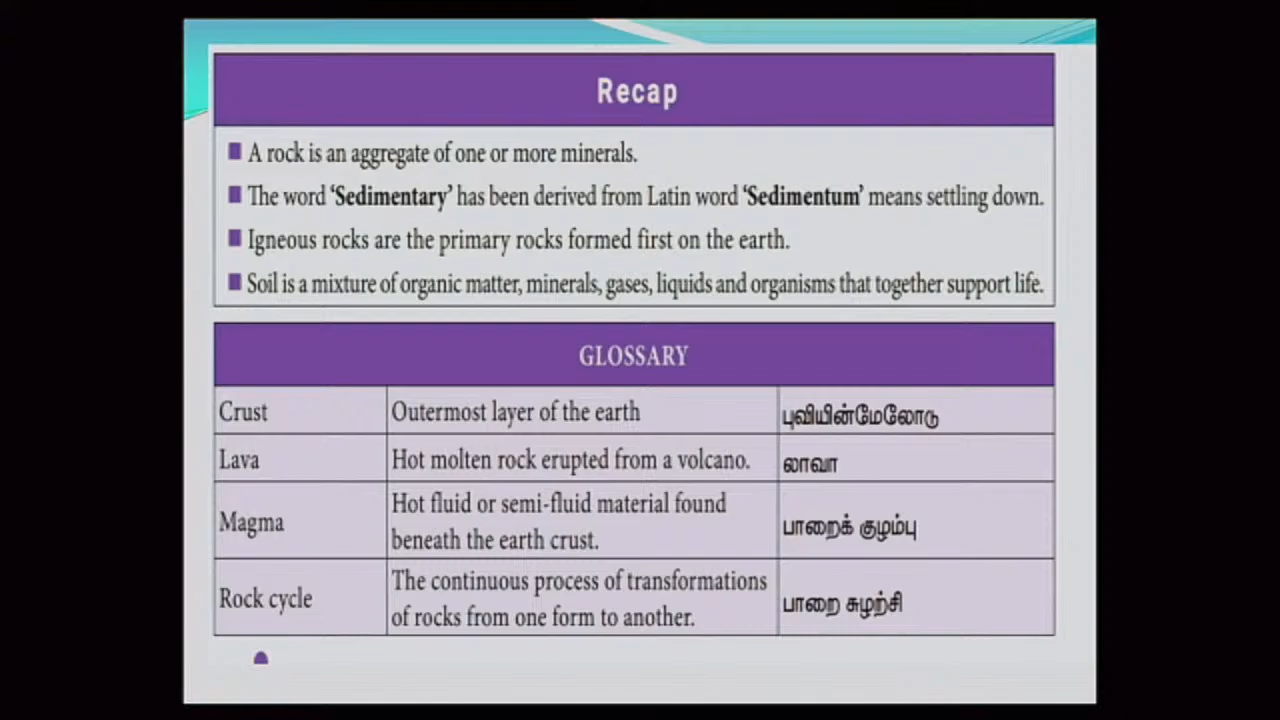 Recap
A rock is an aggregate of one or more minerals.
The word ‘Sedimentary’ has been derived from Latin word ‘Sedimentum’ means settling down.
Igneous rocks are the primary rocks formed first on the earth.
Soil is a mixture of organic matter, minerals, gases, liquids and organisms that together support life.
GLOSSARY
Crust Outermost layer of the earth புவியின்மேலோடு
Lava Hot molten rock erupted from a volcano. லாவா
Magma Hot fluid or semi-fluid material found
beneath the earth crust. பாறைக் குழம்பு
Rock cycle The continuous process of transformations
of rocks from one form to another. பாறை சுழற்சி